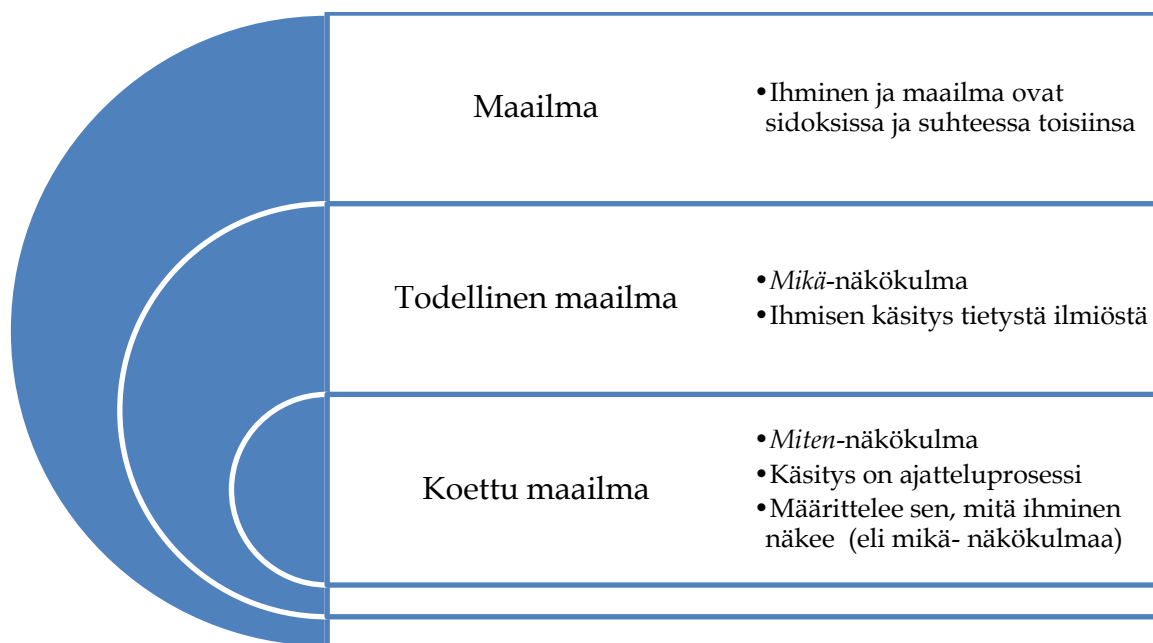 Maailma
•Ihminen ja maailma ovat
sidoksissa ja suhteessa toisiinsa
Todellinen maailma
•Mikä-näkökulma
•Ihmisen käsitys tietystä ilmiöstä
Koettu maailma
•Miten-näkökulma
•Käsitys on ajatteluprosessi
•Määrittelee sen, mitä ihminen
näkee (eli mikä- näkökulmaa)